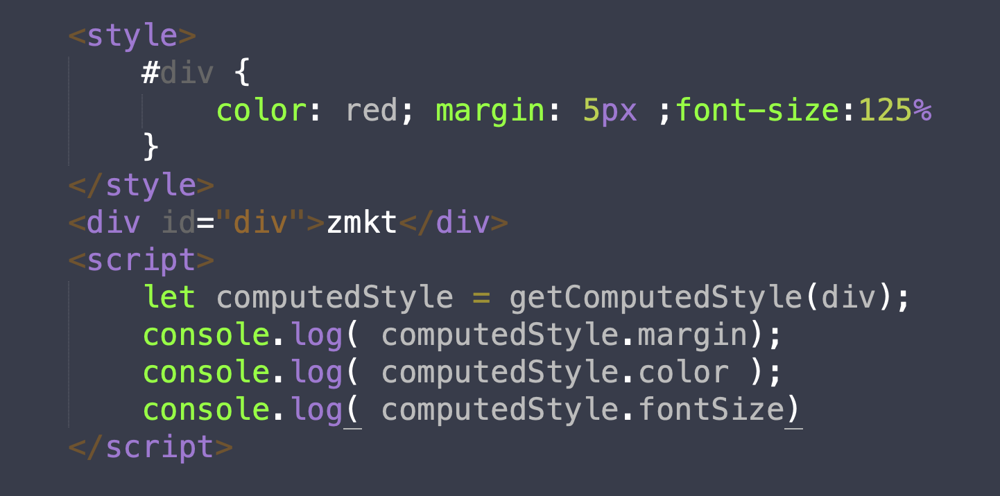 <style>
#div {
color: red; margin: 5px ;font-size:125%
}
</style>
<div id="div">zmkt</div>
<script>
let computedStyle = getComputedStyle(div);
console.log( computedStyle.margin);
console.log( computedStyle.color );
console.log( computedStyle.fontSize)
</script>